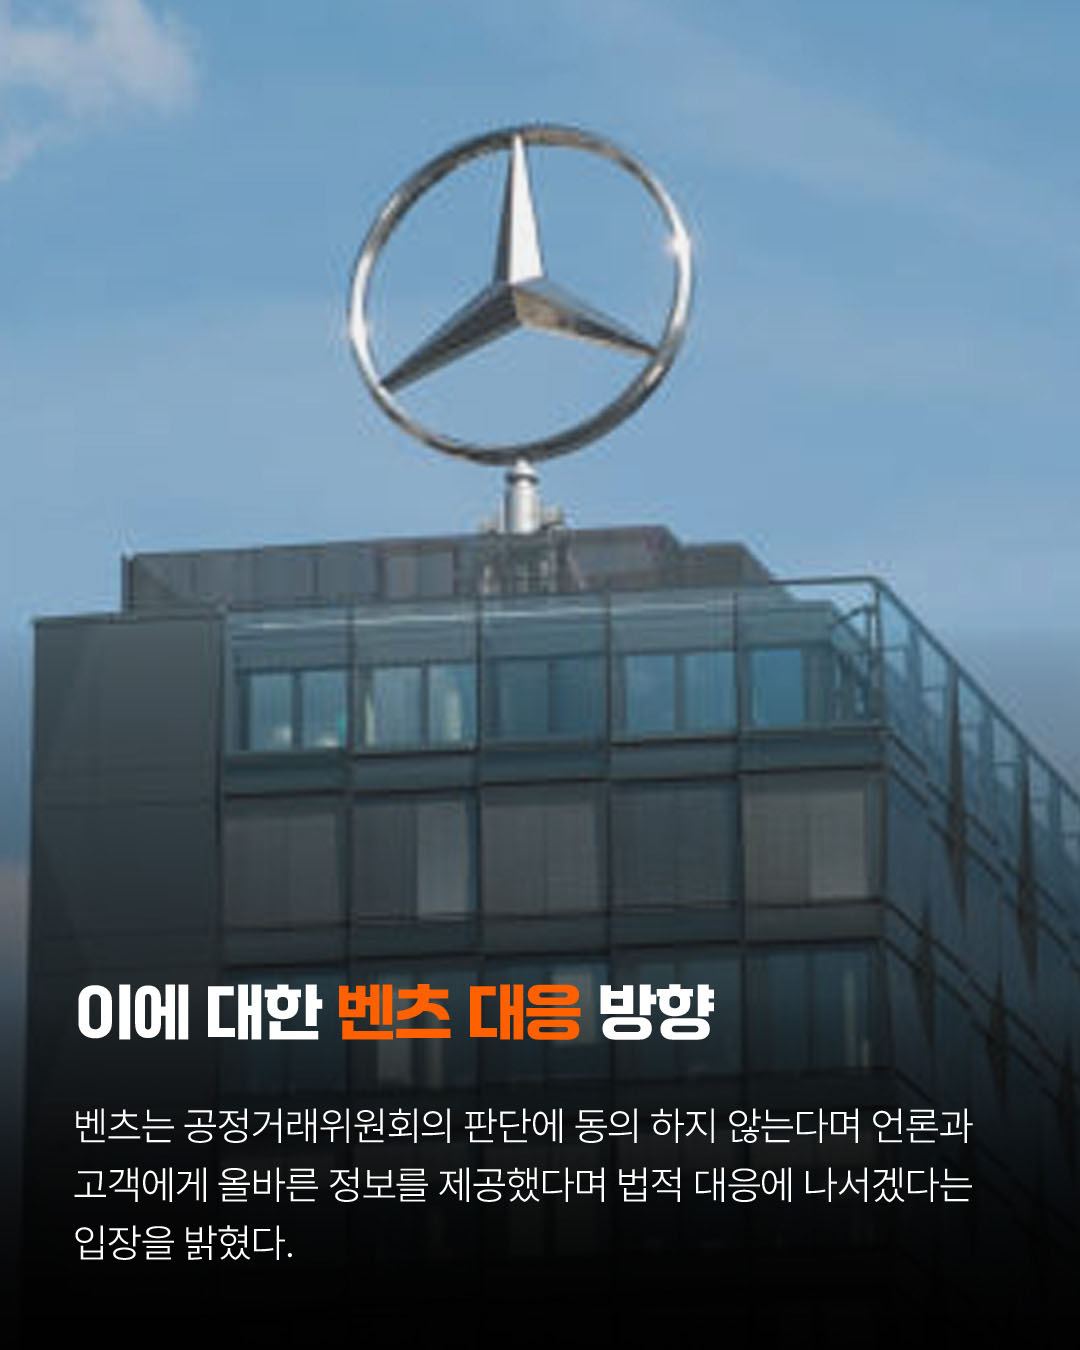 이에 대한 벤츠 대응 방향
벤츠는 공정거래위원회의 판단에 동의 하지 않는다며 언론과
고객에게 올바른 정보를 제공했다며 법적 대응에 나서겠다는
입장을 밝혔다.